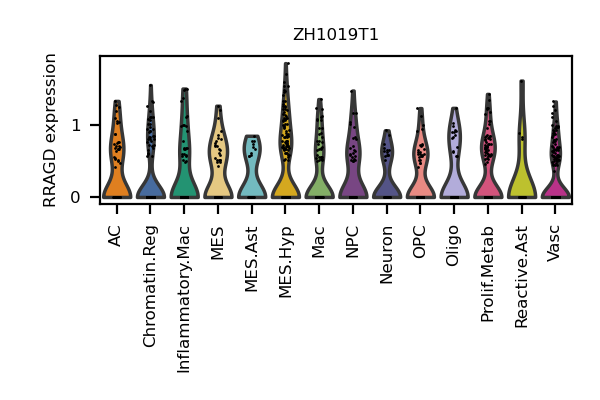 ZH1019T1
RRAGD expression
1
0
AC
Chromatin.Reg
Inflammatory.Mac
MES
MES.Ast
MES.Hyp
Mac
NPC
Neuron
OPC
Oligo
Prolif.Metab
Reactive.Ast
Vasc